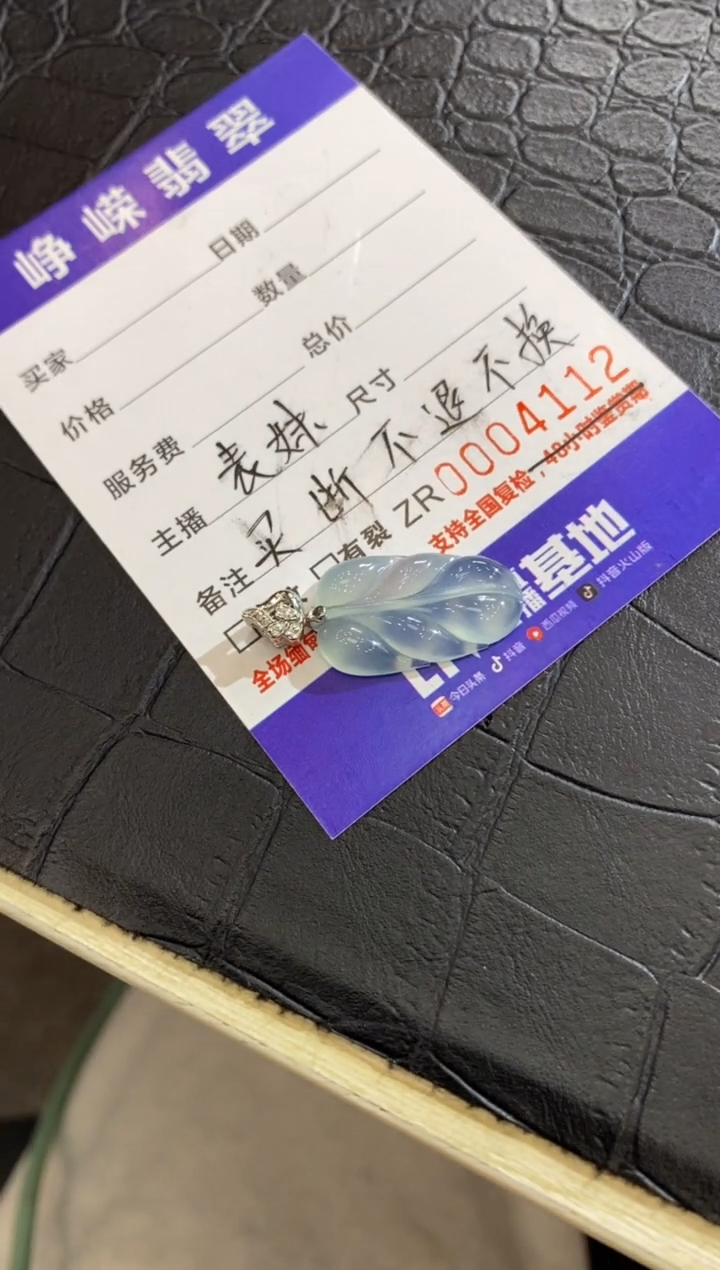 峥嵘翡翠
买家 日期
价格 数量
服务费 总价
主播 表妹 尺寸
备注 买断不退不换
有裂 ZR0004112
全场缅甸
支持全国复检，48小时鉴赏期
基地
今日头条 抖音 西瓜视频 抖音火山版